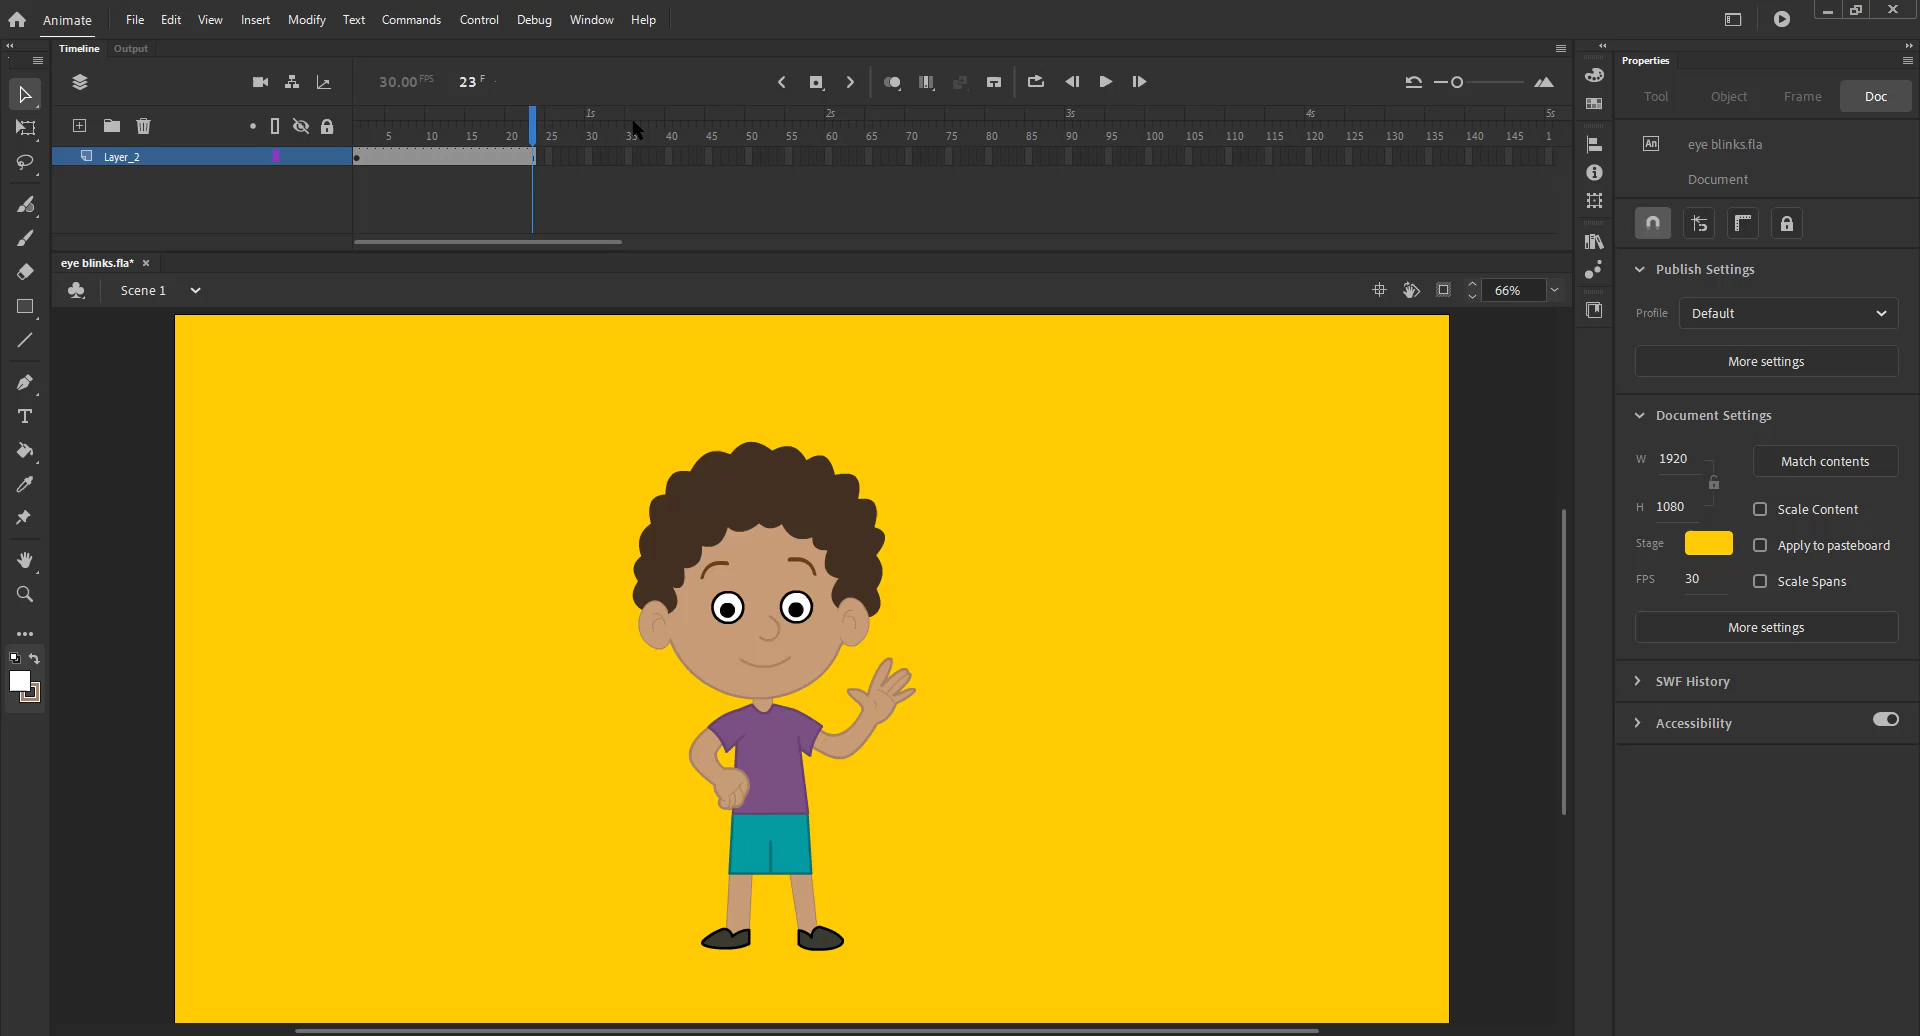 Animate File Edit View Insert Modify Text Commands Control Debug Window Help
Timeline Output
30.00 FPS 23 F
1s 2s 3s 4s 5s
5 10 15 20 25 30 35 40 45 50 55 60 65 70 75 80 85 90 95 100 105 110 115 120 125 130 135 140 145 1
Layer_2
eye blinks.fla* ×
Scene 1
66%
Properties
Tool Object Frame Doc
An eye blinks.fla
Document
Publish Settings
Profile Default
More settings
Document Settings
W 1920 Match contents
H 1080 Scale Content
Stage Apply to pasteboard
FPS 30 Scale Spans
More settings
SWF History
Accessibility